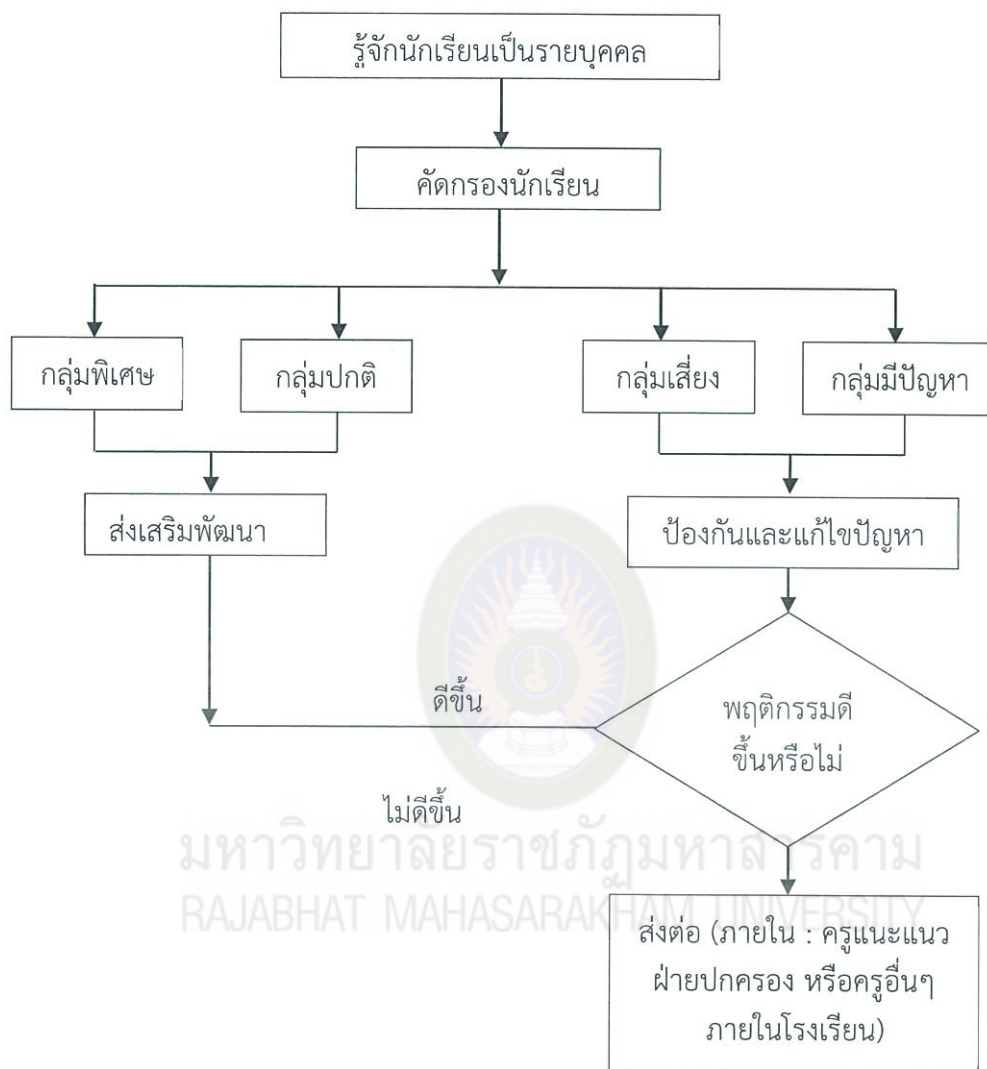 รู้จักนักเรียนเป็นรายบุคคล
คัดกรองนักเรียน
กลุ่มพิเศษ
กลุ่มปกติ
กลุ่มเสี่ยง
กลุ่มมีปัญหา
ส่งเสริมพัฒนา
ป้องกันและแก้ไขปัญหา
ดีขึ้น
พฤติกรรมดี
ขึ้นหรือไม่
ไม่ดีขึ้น
มหาวิทยาลัยราชภัฏมหาสารคาม
RAJABHAT MAHASARAKHAM UNIVERSITY
ส่งต่อ (ภายใน : ครูแนะแนว
ฝ่ายปกครอง หรือครูอื่นๆ
ภายในโรงเรียน)